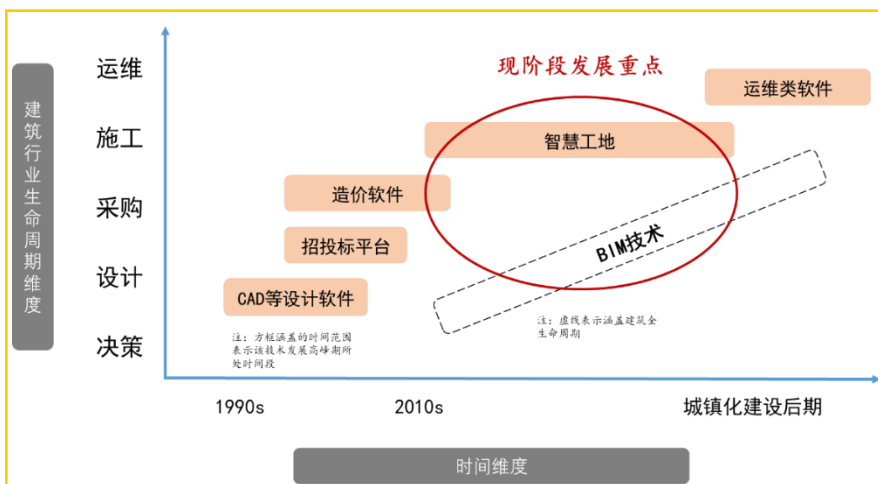 建筑行业生命周期维度
运维
施工
采购
设计
决策
现阶段发展重点
运维类软件
智慧工地
造价软件
招投标平台
CAD等设计软件
BIM技术
注：方框涵盖的时间范围
表示该技术发展高峰期所
处时间段
注：虚线表示涵盖建筑全
生命周期
1990s
2010s
城镇化建设后期
时间维度